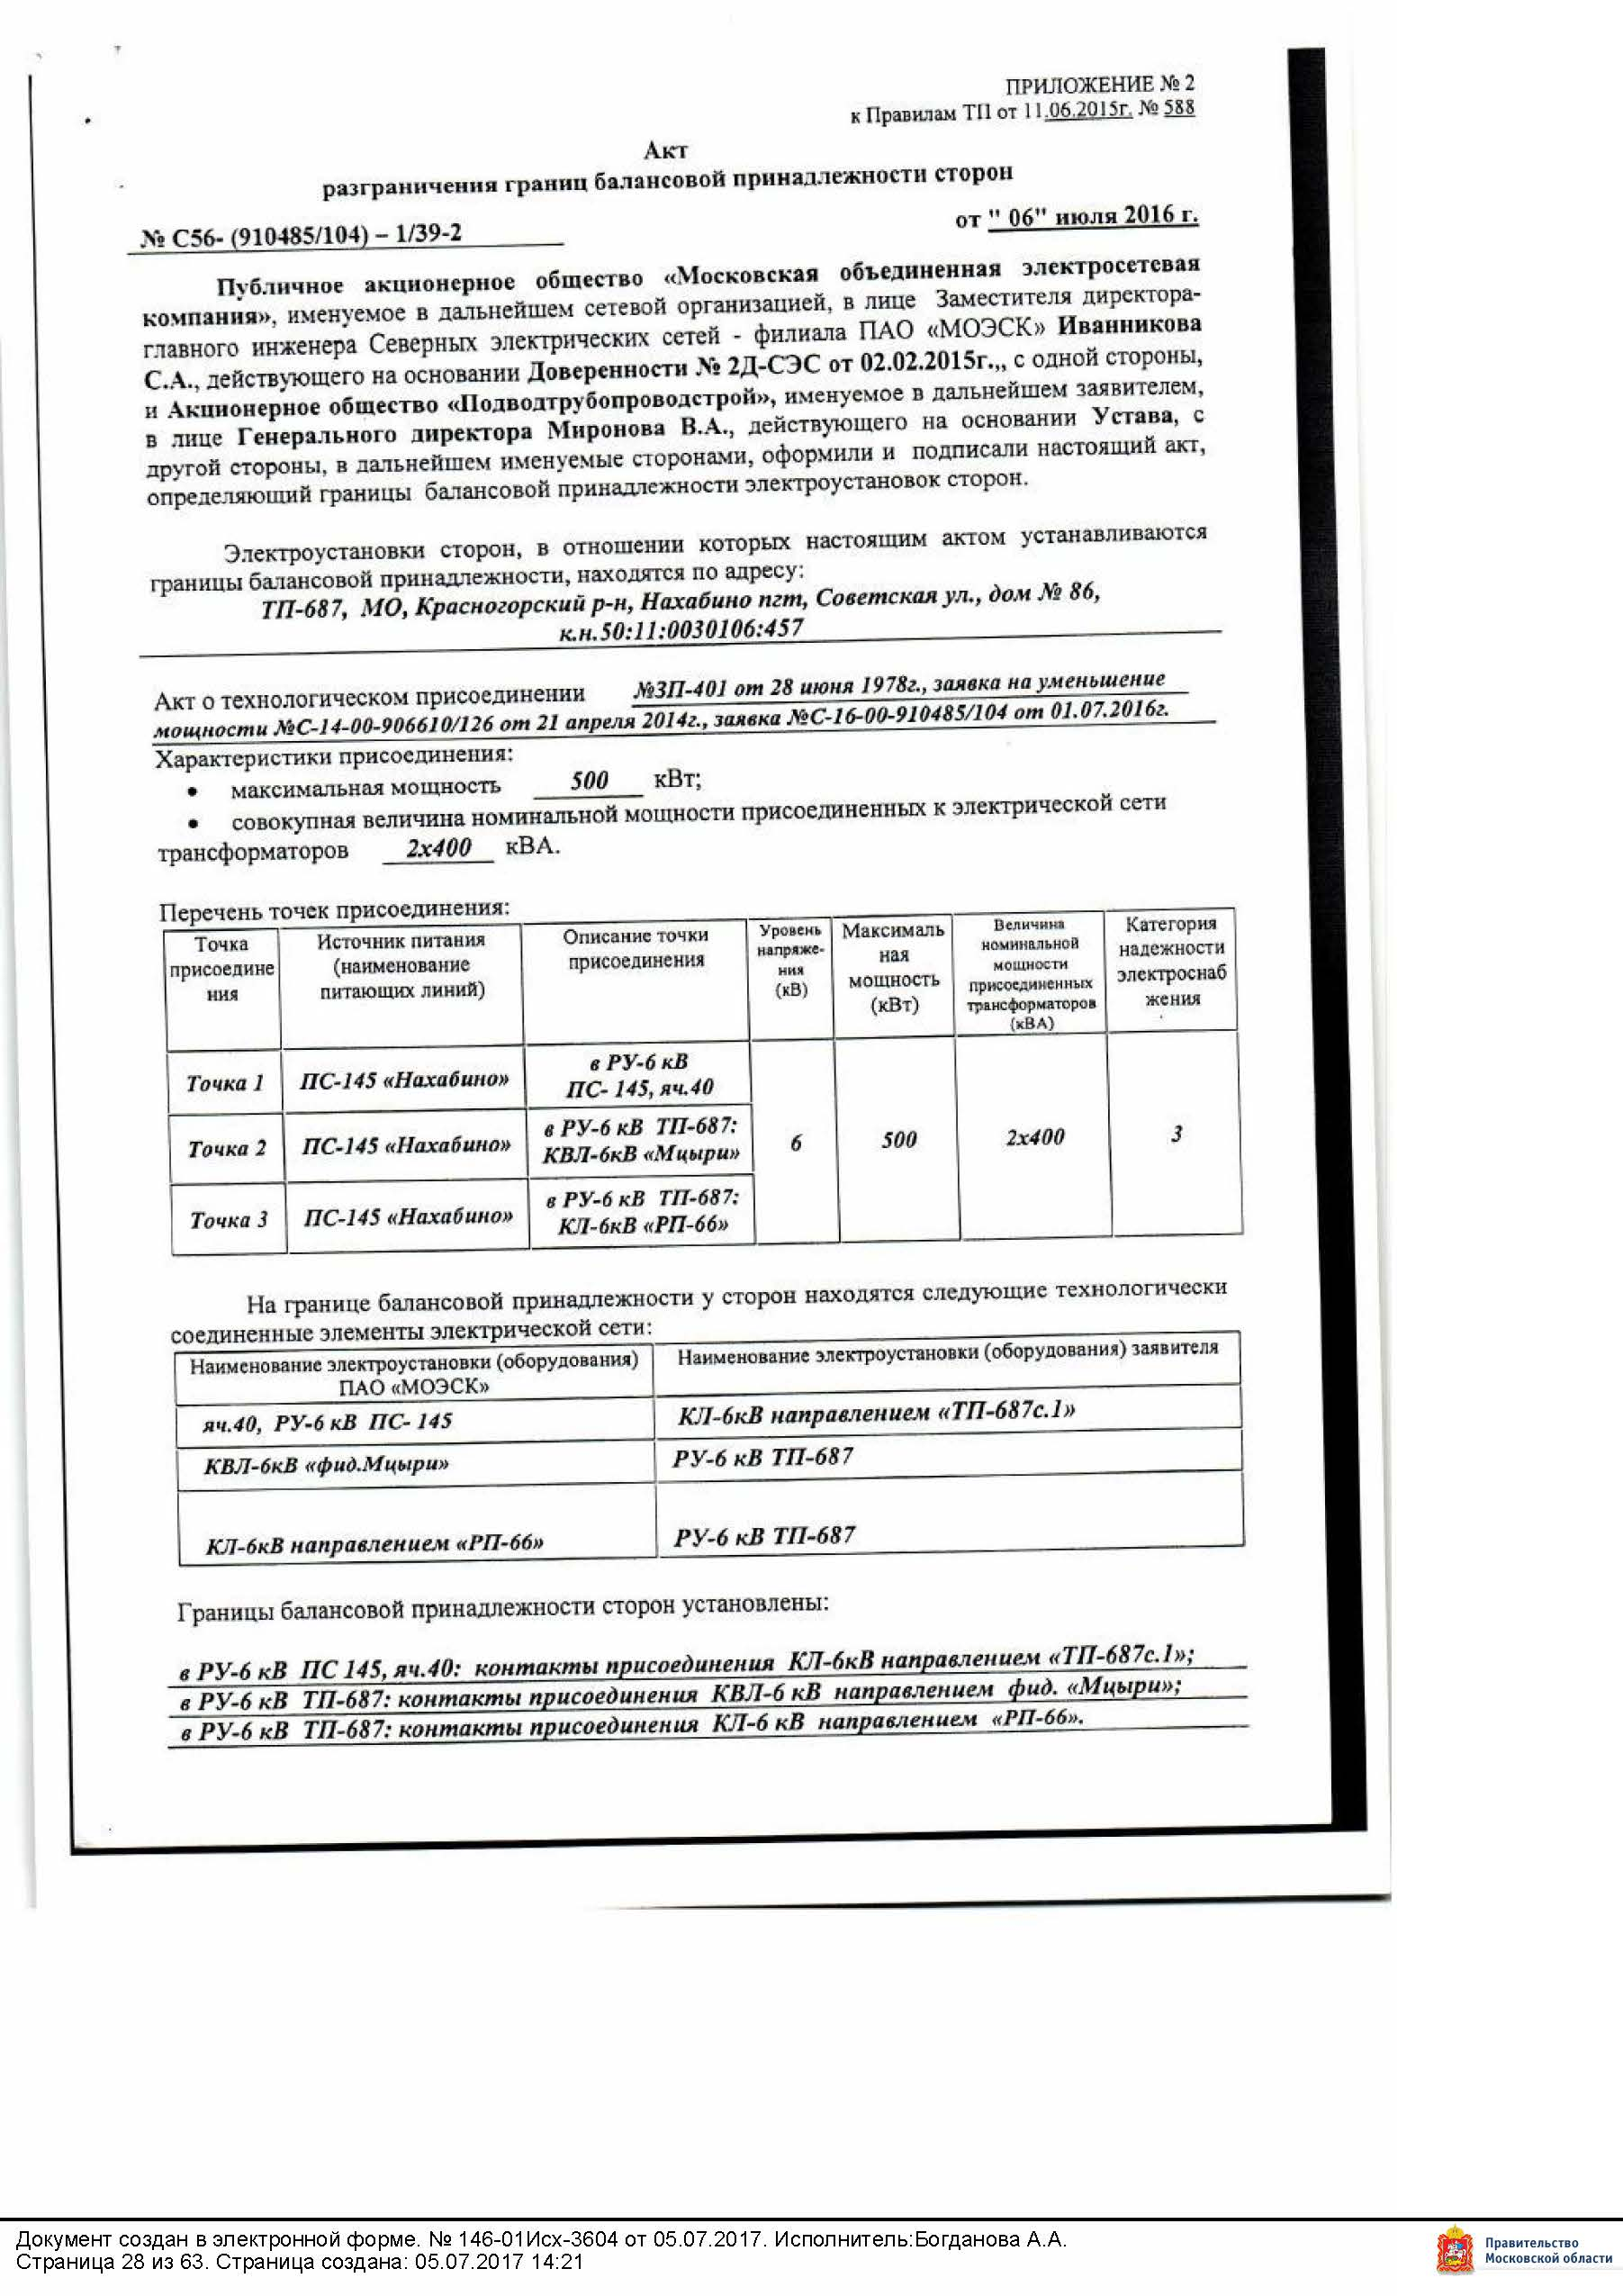 ПРИЛОЖЕНИЕ № 2
к Правилам ТП от 11.06.2015г. № 588
Акт
разграничения границ балансовой принадлежности сторон
№ С56- (910485/104) – 1/39-2
от " 06" июля 2016 г.
Публичное акционерное общество «Московская объединенная электросетевая
компания», именуемое в дальнейшем сетевой организацией, в лице Заместителя директора-
главного инженера Северных электрических сетей - филиала ПАО «МОЭСК» Иванникова
С.А., действующего на основании Доверенности № 2Д-СЭС от 02.02.2015г.,, с одной стороны,
и Акционерное общество «Подводтрубопроводстрой», именуемое в дальнейшем заявителем,
в лице Генерального директора Миронова В.А., действующего на основании Устава, с
другой стороны, в дальнейшем именуемые сторонами, оформили и подписали настоящий акт,
определяющий границы балансовой принадлежности электроустановок сторон.
Электроустановки сторон, в отношении которых настоящим актом устанавливаются
границы балансовой принадлежности, находятся по адресу:
ТП-687, МО, Красногорский р-н, Нахабино пгт, Советская ул., дом № 86,
к.н.50:11:0030106:457
Акт о технологическом присоединении №ЗП-401 от 28 июня 1978г., заявка на уменьшение
мощности №С-14-00-906610/126 от 21 апреля 2014г., заявка №С-16-00-910485/104 от 01.07.2016г.
Характеристики присоединения:
• максимальная мощность 500 кВт;
• совокупная величина номинальной мощности присоединенных к электрической сети
трансформаторов 2х400 кВА.
Перечень точек присоединения:
Точка
присоедине
ния
Источник питания
(наименование
питающих линий)
Описание точки
присоединения
Уровень
напряже-
ния
(кВ)
Максималь
ная
мощность
(кВт)
Величина
номинальной
мощности
присоединенных
трансформаторов
(кВА)
Категория
надежности
электроснаб
жения
Точка 1
ПС-145 «Нахабино»
в РУ-6 кВ
ПС- 145, яч.40
Точка 2
ПС-145 «Нахабино»
в РУ-6 кВ ТП-687:
КВЛ-6кВ «Мцыри»
6
500
2х400
3
Точка 3
ПС-145 «Нахабино»
в РУ-6 кВ ТП-687:
КЛ-6кВ «РП-66»
На границе балансовой принадлежности у сторон находятся следующие технологически
соединенные элементы электрической сети:
Наименование электроустановки (оборудования)
ПАО «МОЭСК»
Наименование электроустановки (оборудования) заявителя
яч.40, РУ-6 кВ ПС- 145
КЛ-6кВ направлением «ТП-687с.1»
КВЛ-6кВ «фид.Мцыри»
РУ-6 кВ ТП-687
КЛ-6кВ направлением «РП-66»
РУ-6 кВ ТП-687
Границы балансовой принадлежности сторон установлены:
в РУ-6 кВ ПС 145, яч.40: контакты присоединения КЛ-6кВ направлением «ТП-687с.1»;
в РУ-6 кВ ТП-687: контакты присоединения КВЛ-6 кВ направлением фид. «Мцыри»;
в РУ-6 кВ ТП-687: контакты присоединения КЛ-6 кВ направлением «РП-66».
Документ создан в электронной форме. № 146-01Исх-3604 от 05.07.2017. Исполнитель:Богданова А.А.
Страница 28 из 63. Страница создана: 05.07.2017 14:21
Правительство
Московской области